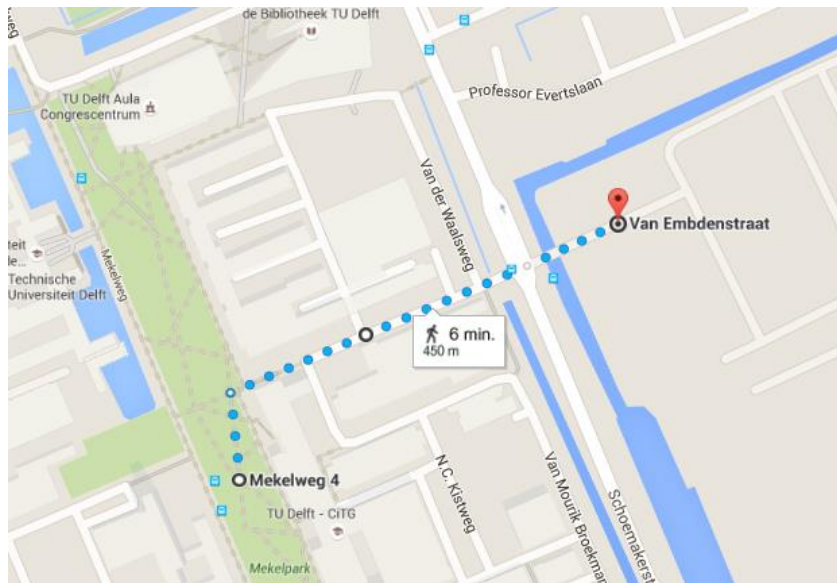 de Bibliotheek TU Delft
TU Delft Aula
Congrescentrum
Professor Evertslaan
Van der Waalsweg
Van Embdenstraat
Mekelweg
Technische
Universiteit Delft
6 min.
450 m
Mekelweg 4
N.C. Kistweg
Van Mourik Broekman
Schoemakerst
TU Delft - CiTG
Mekelpark